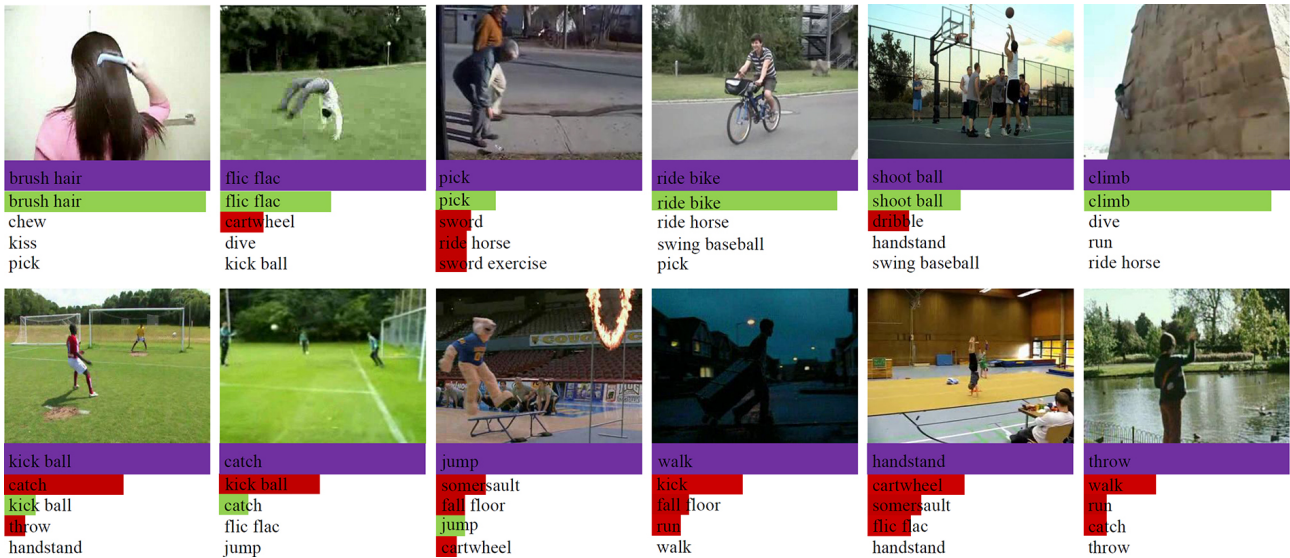 brush hair
brush hair
chew
kiss
pick
flic flac
flic flac
cartwheel
dive
kick ball
pick
pick
sword
ride horse
sword exercise
ride bike
ride bike
ride horse
swing baseball
pick
shoot ball
shoot ball
dribble
handstand
swing baseball
climb
climb
dive
run
ride horse
kick ball
catch
kick ball
throw
handstand
catch
kick ball
catch
flic flac
jump
jump
somersault
fall floor
jump
cartwheel
walk
kick
fall floor
run
walk
handstand
cartwheel
somersault
flic flac
handstand
throw
walk
run
catch
throw